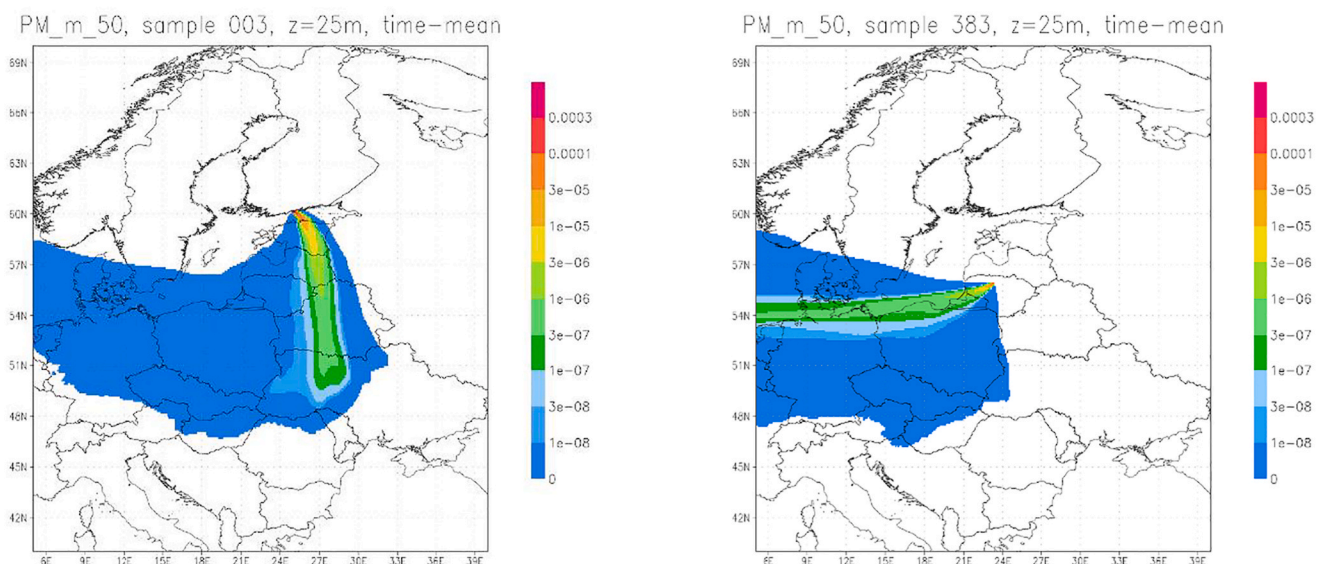 PM_m_50, sample 003, z=25m, time-mean
69N
66N
63N
60N
57N
54N
51N
48N
45N
42N
6E 9E 12E 15E 18E 21E 24E 27E 30E 33E 36E 39E
0.0003
0.0001
3e-05
1e-05
3e-06
1e-06
3e-07
1e-07
3e-08
1e-08
0
PM_m_50, sample 383, z=25m, time-mean
69N
66N
63N
60N
57N
54N
51N
48N
45N
42N
6E 9E 12E 15E 18E 21E 24E 27E 30E 33E 36E 39E
0.0003
0.0001
3e-05
1e-05
3e-06
1e-06
3e-07
1e-07
3e-08
1e-08
0